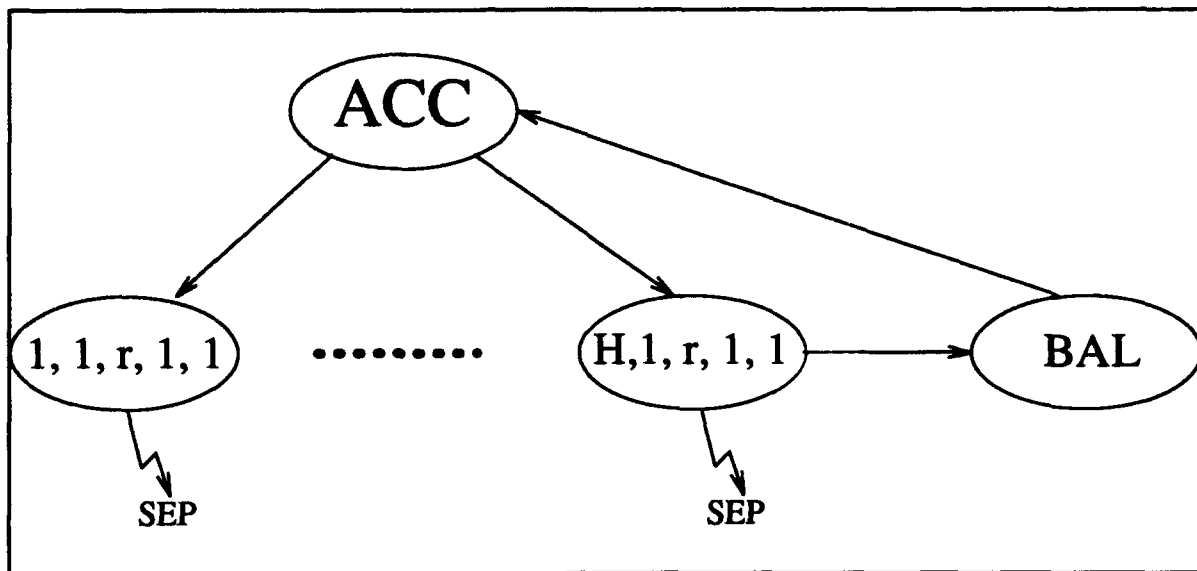 ACC
1, 1, r, 1, 1
H,1, r, 1, 1
BAL
SEP
SEP